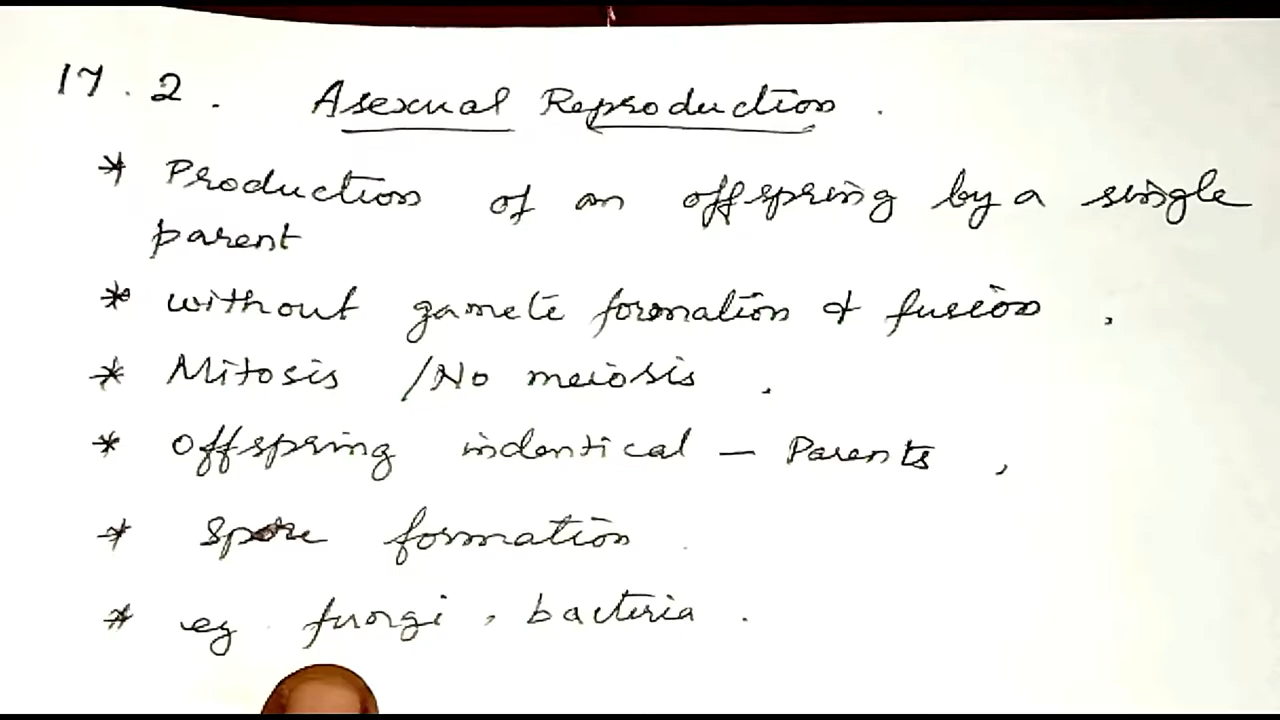 17.2. Asexual Reproduction.
* Production of an offspring by a single
parent
* without gamete formation & fusion.
* Mitosis /No meiosis.
* Offspring indentical - Parents,
* Spore formation
* eg fungi, bacteria.